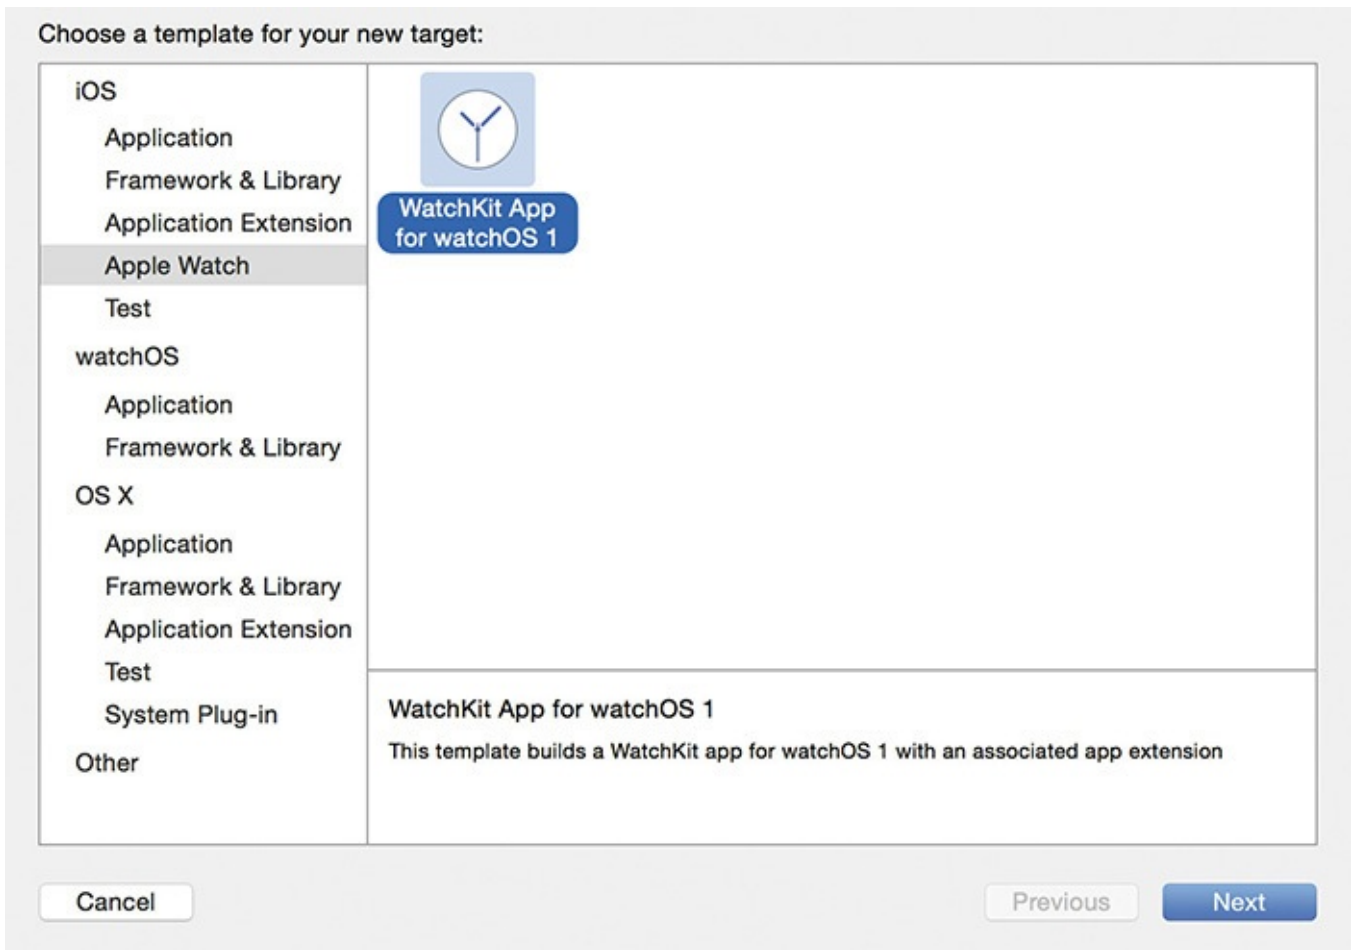 Choose a template for your new target:
iOS
Application
Framework & Library
Application Extension
Apple Watch
Test
watchOS
Application
Framework & Library
OS X
Application
Framework & Library
Application Extension
Test
System Plug-in
Other
WatchKit App
for watchOS 1
WatchKit App for watchOS 1
This template builds a WatchKit app for watchOS 1 with an associated app extension
Cancel
Previous
Next